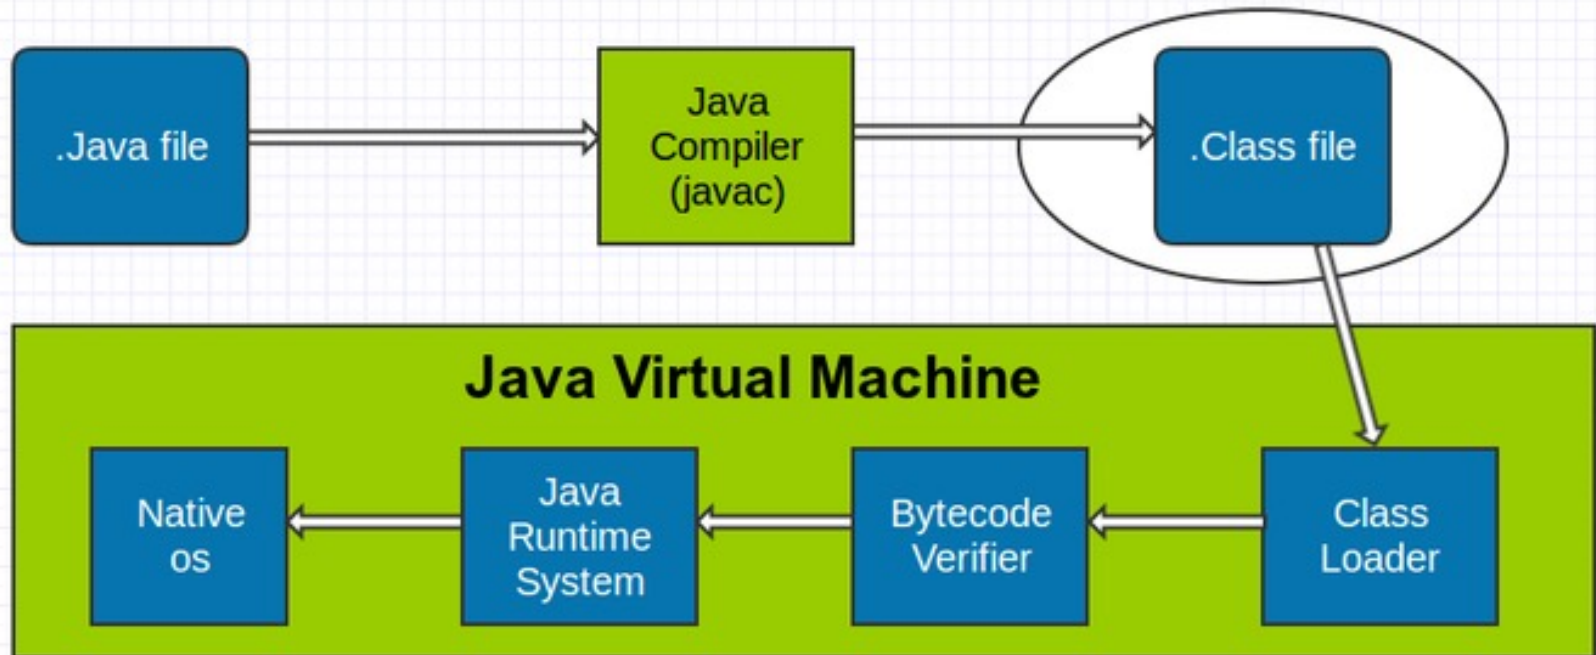 .Java file
Java
Compiler
(javac)
.Class file
Java Virtual Machine
Native
os
Java
Runtime
System
Bytecode
Verifier
Class
Loader